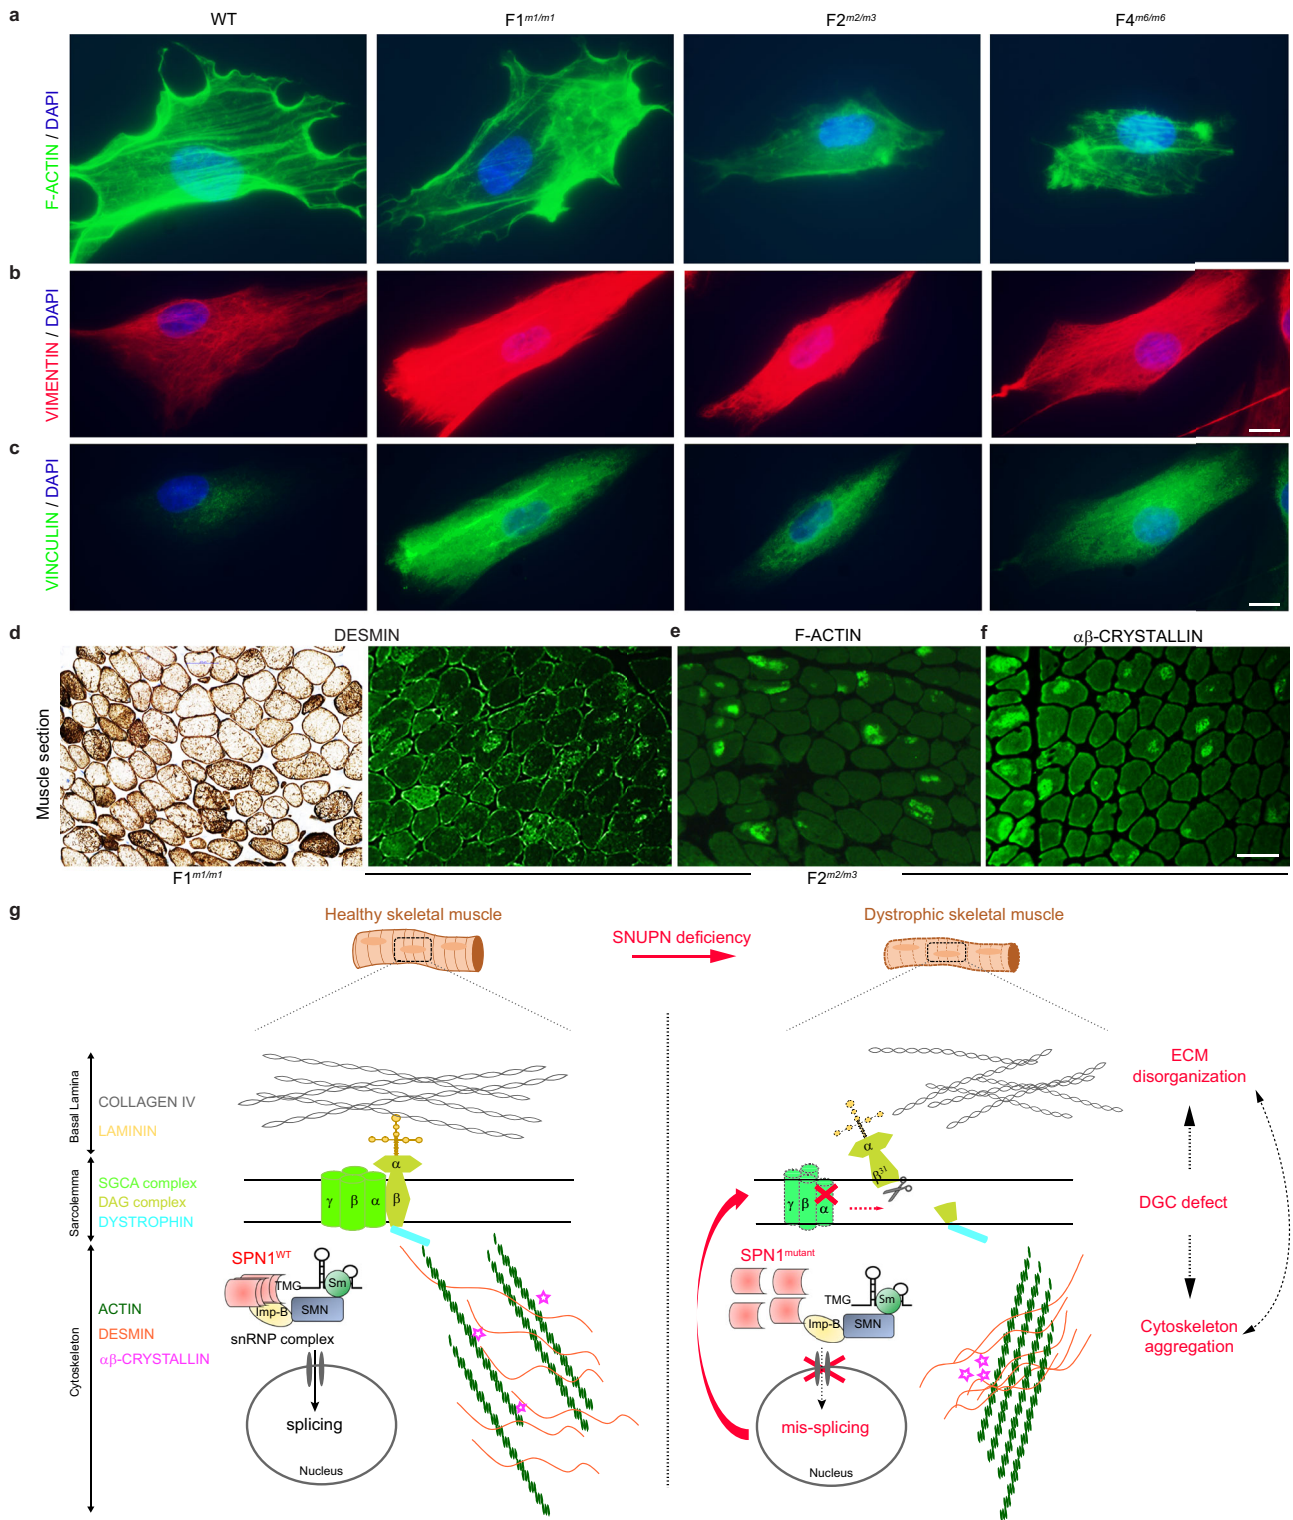 a
WT
F1m1/m1
F2m2/m3
F4m6/m6
F-ACTIN / DAPI
b
VIMENTIN / DAPI
c
VINCULIN / DAPI
d
DESMIN
e
F-ACTIN
f
αβ-CRYSTALLIN
Muscle section
F1m1/m1
F2m2/m3
g
Healthy skeletal muscle
SNUPN deficiency
Dystrophic skeletal muscle
Basal Lamina
COLLAGEN IV
LAMININ
Sarcolemma
SGCA complex
DAG complex
DYSTROPHIN
Cytoskeleton
ACTIN
DESMIN
αβ-CRYSTALLIN
α
γ
β
α
β
SPN1WT
TMG
Sm
Imp-B
SMN
snRNP complex
splicing
Nucleus
α
β31
γ
β
α
SPN1mutant
TMG
Sm
Imp-B
SMN
mis-splicing
Nucleus
ECM
disorganization
DGC defect
Cytoskeleton
aggregation